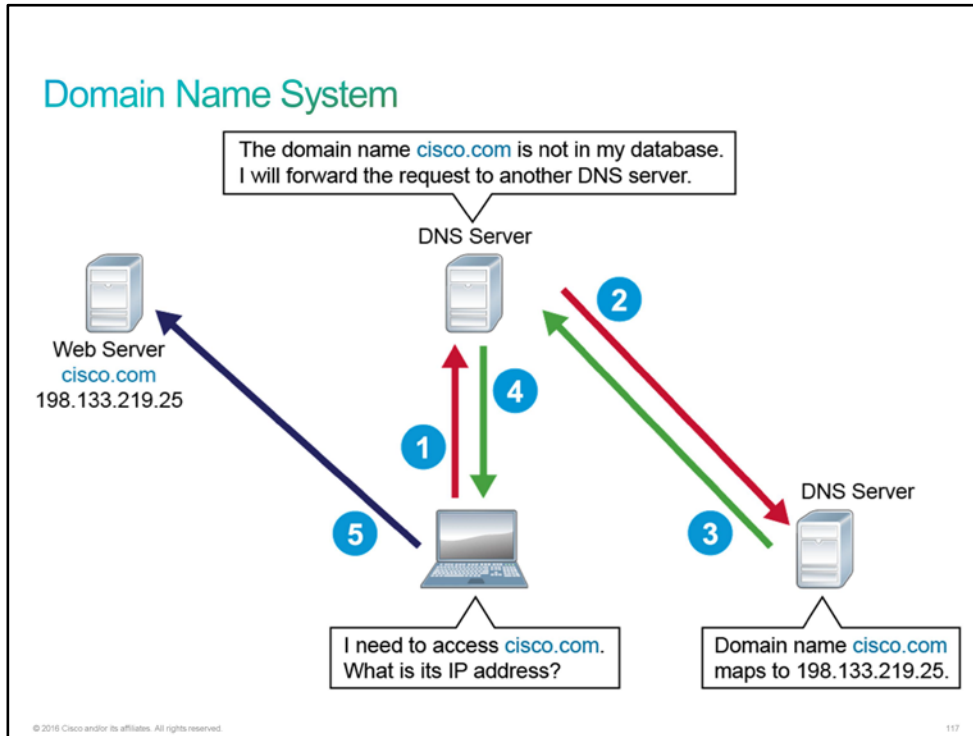 Domain Name System
The domain name cisco.com is not in my database.
I will forward the request to another DNS server.
DNS Server
Web Server
cisco.com
198.133.219.25
2
4
1
5
3
DNS Server
I need to access cisco.com.
What is its IP address?
Domain name cisco.com
maps to 198.133.219.25.
© 2016 Cisco and/or its affiliates. All rights reserved.
117